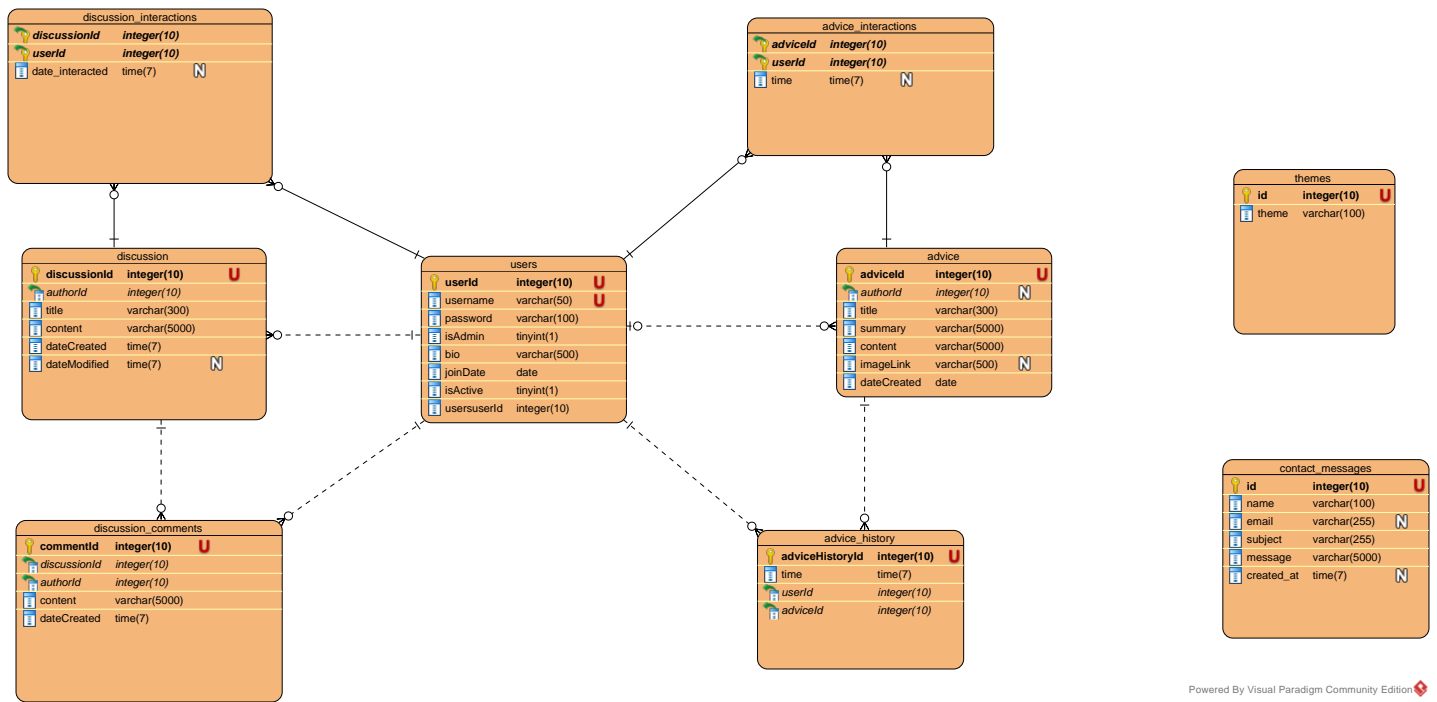 discussion_interactions
discussionId integer(10)
userId integer(10)
date_interacted time(7) N
advice_interactions
adviceId integer(10)
userId integer(10)
time time(7) N
themes
id integer(10) U
theme varchar(100)
discussion
discussionId integer(10) U
authorId integer(10)
title varchar(300)
content varchar(5000)
dateCreated time(7)
dateModified time(7) N
users
userId integer(10) U
username varchar(50) U
password varchar(100)
isAdmin tinyint(1)
bio varchar(500)
joinDate date
isActive tinyint(1)
usersuserId integer(10)
advice
adviceId integer(10) U
authorId integer(10) N
title varchar(300)
summary varchar(5000)
content varchar(5000)
imageLink varchar(500) N
dateCreated date
contact_messages
id integer(10) U
name varchar(100)
email varchar(255) N
subject varchar(255)
message varchar(5000)
created_at time(7) N
discussion_comments
commentId integer(10) U
discussionId integer(10)
authorId integer(10)
content varchar(5000)
dateCreated time(7)
advice_history
adviceHistoryId integer(10) U
time time(7)
userId integer(10)
adviceId integer(10)
Powered By Visual Paradigm Community Edition